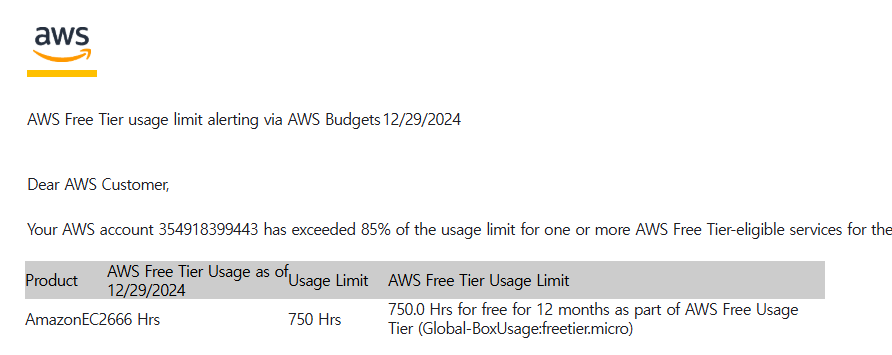 aws
AWS Free Tier usage limit alerting via AWS Budgets 12/29/2024
Dear AWS Customer,
Your AWS account 354918399443 has exceeded 85% of the usage limit for one or more AWS Free Tier-eligible services for the
Product AWS Free Tier Usage as of 12/29/2024 Usage Limit AWS Free Tier Usage Limit
AmazonEC2666 Hrs 750 Hrs 750.0 Hrs for free for 12 months as part of AWS Free Usage
Tier (Global-BoxUsage:freetier.micro)